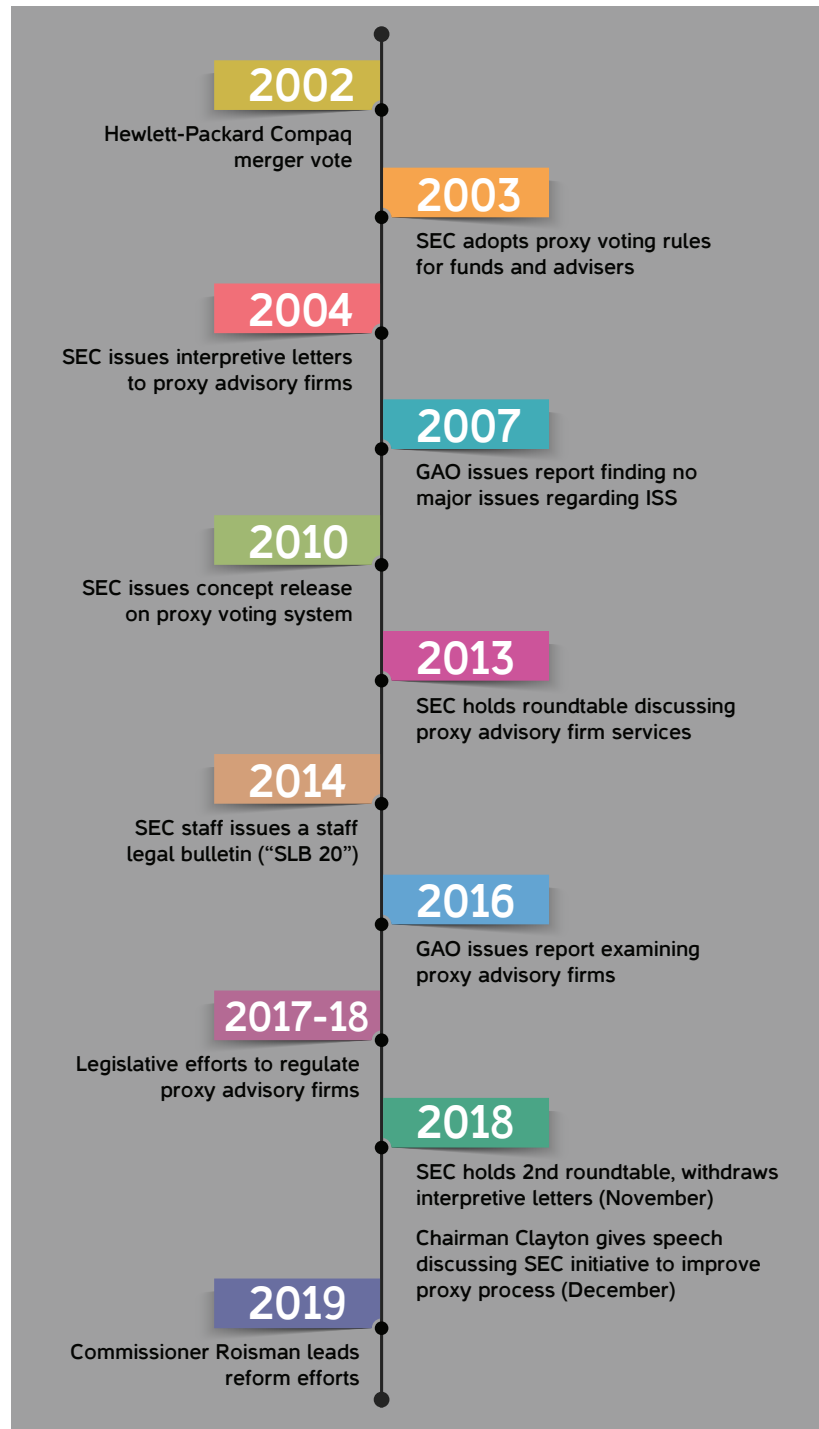 2002
Hewlett-Packard Compaq
merger vote
2003
SEC adopts proxy voting rules
for funds and advisers
2004
SEC issues interpretive letters
to proxy advisory firms
2007
GAO issues report finding no
major issues regarding ISS
2010
SEC issues concept release
on proxy voting system
2013
SEC holds roundtable discussing
proxy advisory firm services
2014
SEC staff issues a staff
legal bulletin (“SLB 20”)
2016
GAO issues report examining
proxy advisory firms
2017-18
Legislative efforts to regulate
proxy advisory firms
2018
SEC holds 2nd roundtable, withdraws
interpretive letters (November)
Chairman Clayton gives speech
discussing SEC initiative to improve
proxy process (December)
2019
Commissioner Roisman leads
reform efforts